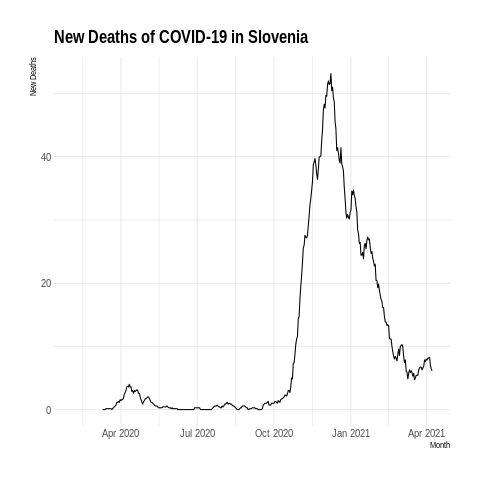 New Deaths of COVID-19 in Slovenia
New Deaths
40
20
0
Apr 2020 Jul 2020 Oct 2020 Jan 2021 Apr 2021
Month